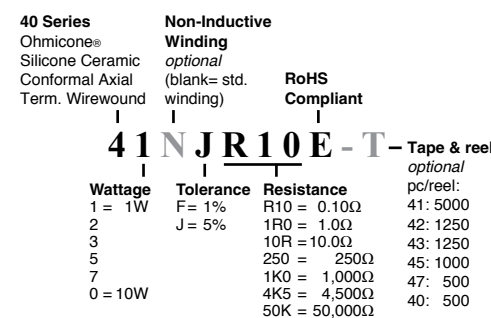 40 Series
Ohmicone®
Silicone Ceramic
Conformal Axial
Term. Wirewound
Non-Inductive
Winding
optional
(blank= std.
winding)
RoHS
Compliant
41NJR10E-T
Tape & reel
optional
pc/reel:
41: 5000
42: 1250
43: 1250
45: 1000
47: 500
40: 500
Wattage
1 = 1W
2
3
5
7
0 = 10W
Tolerance
F= 1%
J = 5%
Resistance
R10 = 0.10Ω
1R0 = 1.0Ω
10R =10.0Ω
250 = 250Ω
1K0 = 1,000Ω
4K5 = 4,500Ω
50K = 50,000Ω